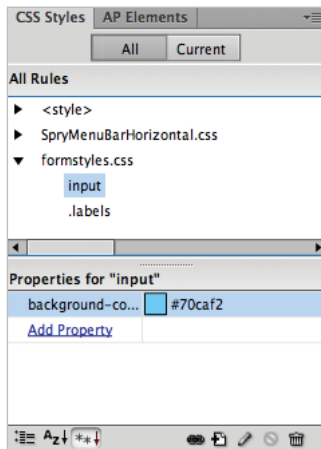 CSS Styles AP Elements
All Current
All Rules
<style>
SpryMenuBarHorizontal.css
formstyles.css
input
.labels
Properties for "input"
background-co... #70caf2
Add Property
AZ **